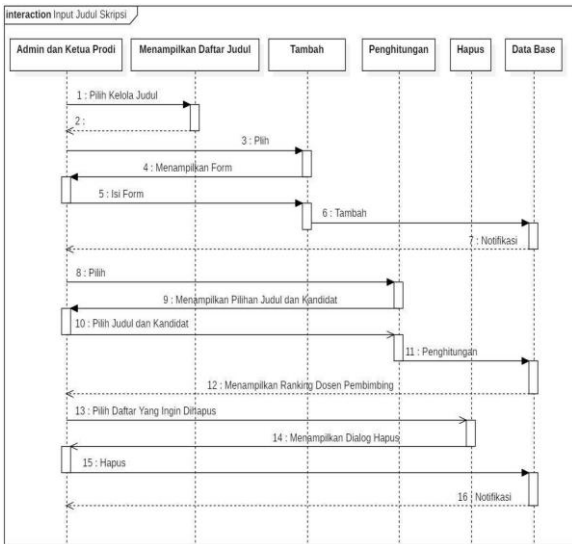 interaction Input Judul Skripsi
Admin dan Ketua Prodi
Menampilkan Daftar Judul
Tambah
Penghitungan
Hapus
Data Base
1 : Pilih Kelola Judul
2 :
3 : Plih
4 : Menampilkan Form
5 : Isi Form
6 : Tambah
7 : Notifikasi
8 : Pilih
9 : Menampilkan Pilihan Judul dan Kandidat
10 : Pilih Judul dan Kandidat
11 : Penghitungan
12 : Menampilkan Ranking Dosen Pembimbing
13 : Pilih Daftar Yang Ingin Dihapus
14 : Menampilkan Dialog Hapus
15 : Hapus
16 : Notifikasi